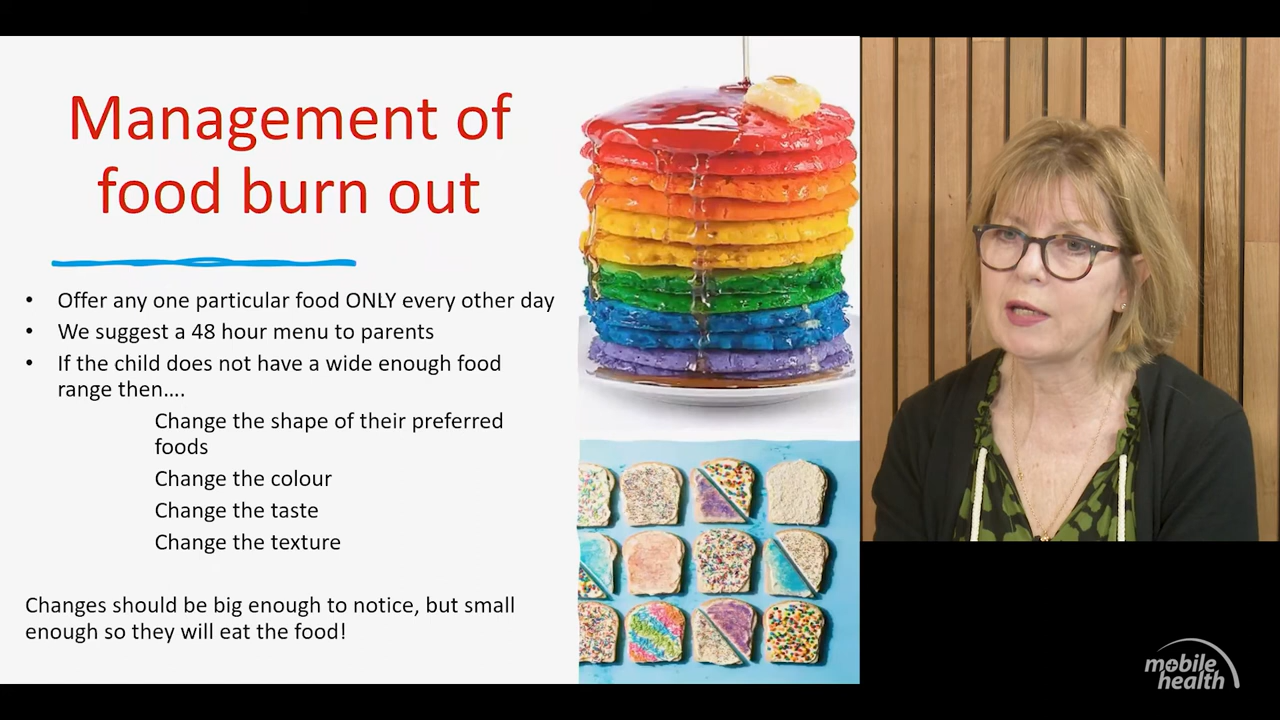 Management of
food burn out
• Offer any one particular food ONLY every other day
• We suggest a 48 hour menu to parents
• If the child does not have a wide enough food
range then....
Change the shape of their preferred
foods
Change the colour
Change the taste
Change the texture
Changes should be big enough to notice, but small
enough so they will eat the food!
mobile
health